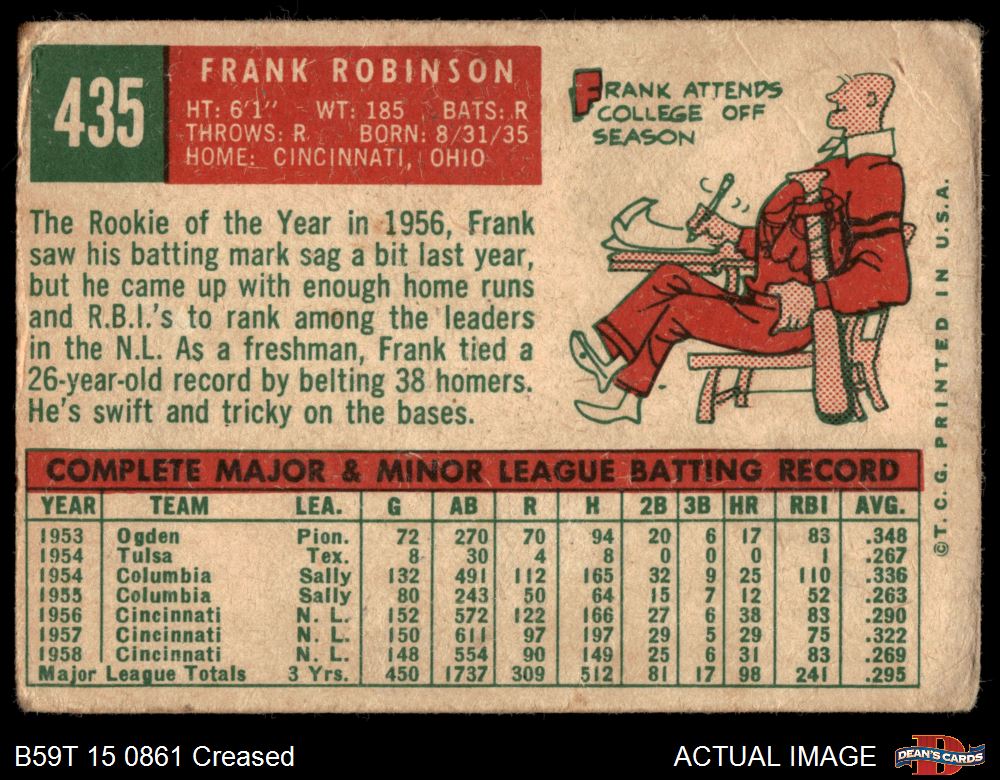 435
FRANK ROBINSON
HT: 6'1" WT: 185 BATS: R
THROWS: R BORN: 8/31/35
HOME: CINCINNATI, OHIO
FRANK ATTENDS
COLLEGE OFF
SEASON
The Rookie of the Year in 1956, Frank
saw his batting mark sag a bit last year,
but he came up with enough home runs
and R.B.I.'s to rank among the leaders
in the N.L. As a freshman, Frank tied a
26-year-old record by belting 38 homers.
He's swift and tricky on the bases.
©T.C.G. PRINTED IN U.S.A.
COMPLETE MAJOR & MINOR LEAGUE BATTING RECORD
YEAR TEAM LEA. G AB R H 2B 3B HR RBI AVG.
1953 Ogden Pion. 72 270 70 94 20 6 17 83 .348
1954 Tulsa Tex. 8 30 4 8 0 0 0 1 .267
1954 Columbia Sally 132 491 112 165 32 9 25 110 .336
1955 Columbia Sally 80 243 50 64 15 7 12 52 .263
1956 Cincinnati N. L. 152 572 122 166 27 6 38 83 .290
1957 Cincinnati N. L. 150 611 97 197 29 5 29 75 .322
1958 Cincinnati N. L. 148 554 90 149 25 6 31 83 .269
Major League Totals 3 Yrs. 450 1737 309 512 81 17 98 241 .295
B59T 15 0861 Creased
ACTUAL IMAGE
DEAN'S CARDS